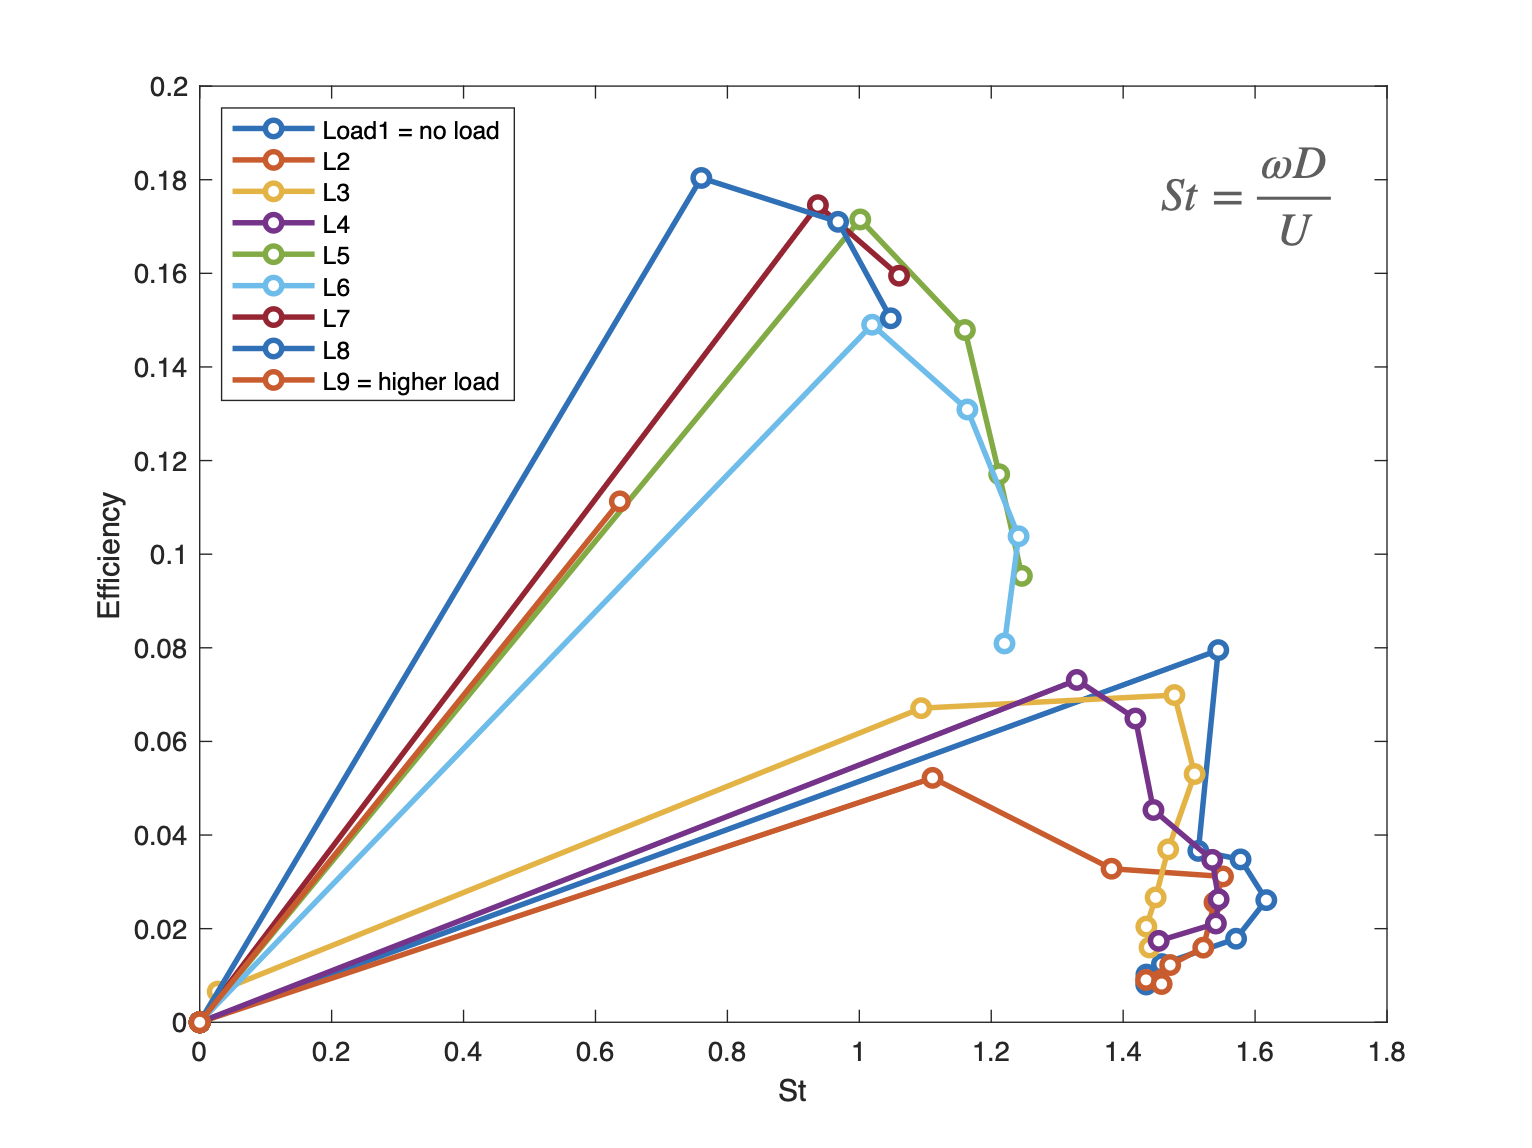 0.2
0.18
0.16
0.14
0.12
0.1
0.08
0.06
0.04
0.02
0
Efficiency
Load1 = no load
L2
L3
L4
L5
L6
L7
L8
L9 = higher load
St = ωD/U
0 0.2 0.4 0.6 0.8 1 1.2 1.4 1.6 1.8
St